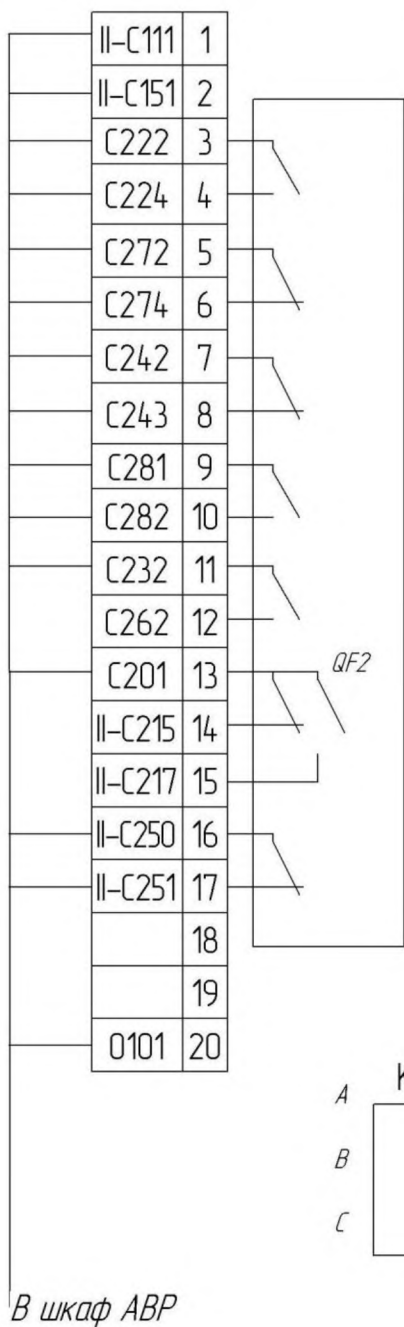 II-C111 1
II-C151 2
C222 3
C224 4
C272 5
C274 6
C242 7
C243 8
C281 9
C282 10
C232 11
C262 12
C201 13
QF2
II-C215 14
II-C217 15
II-C250 16
II-C251 17
18
19
0101 20
A
B
C
В шкаф АВР